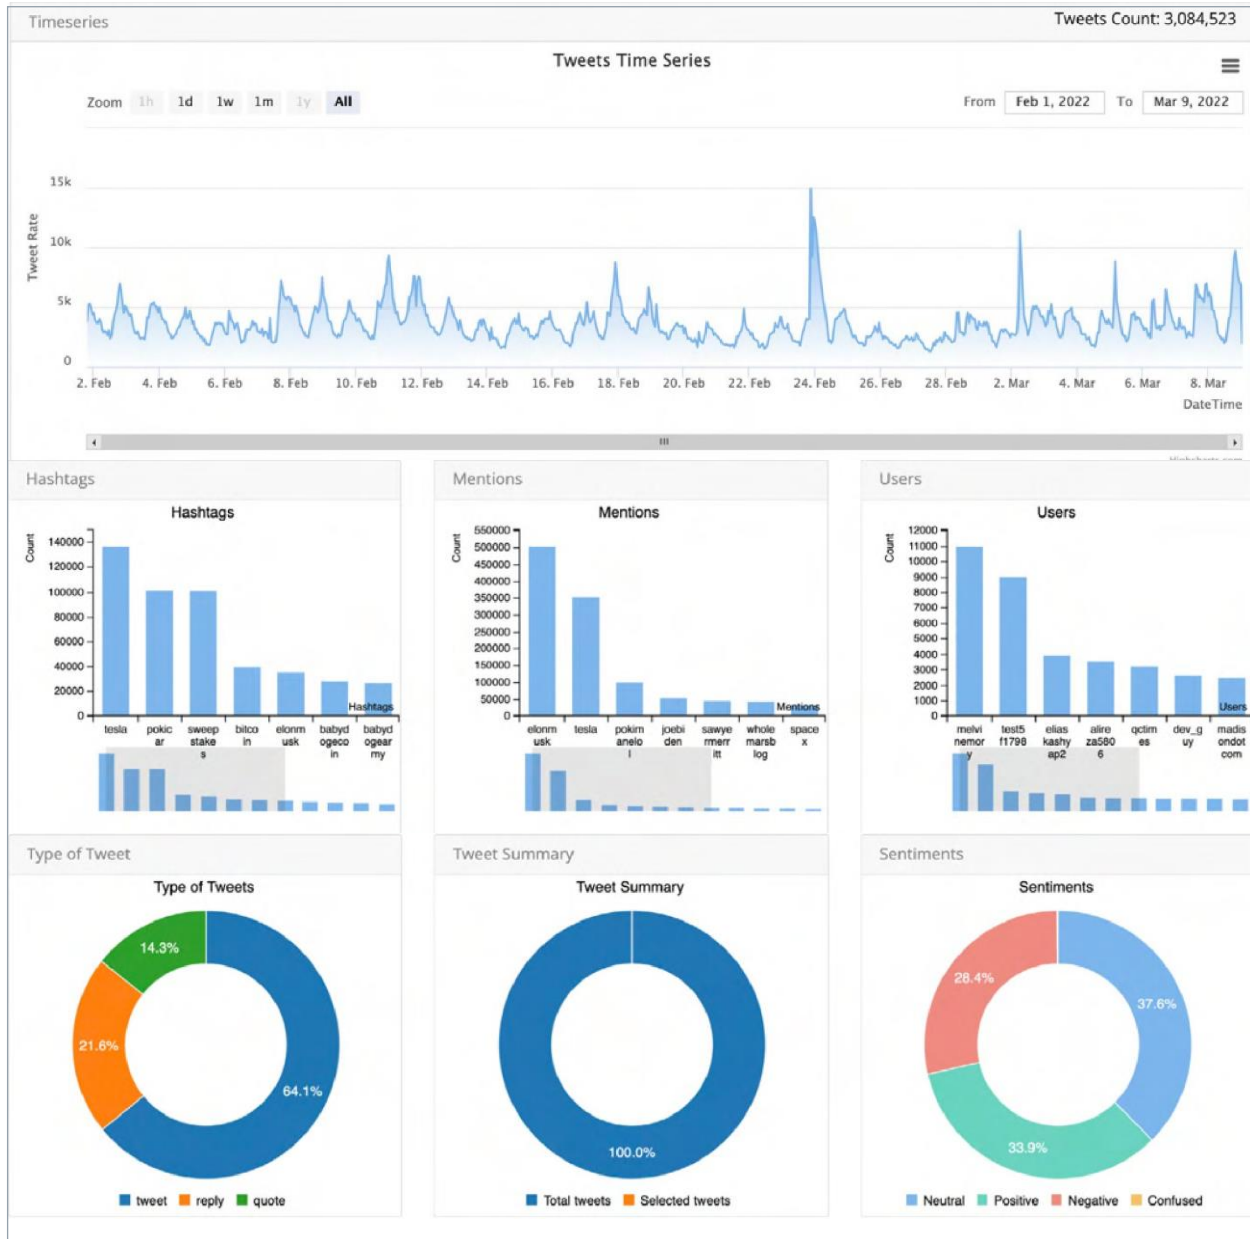 Timeseries
Tweets Count: 3,084,523
Tweets Time Series
Zoom 1h 1d 1w 1m 1y All
From Feb 1, 2022 To Mar 9, 2022
Tweet Rate
15k
10k
5k
0
2. Feb 4. Feb 6. Feb 8. Feb 10. Feb 12. Feb 14. Feb 16. Feb 18. Feb 20. Feb 22. Feb 24. Feb 26. Feb 28. Feb 2. Mar 4. Mar 6. Mar 8. Mar
DateTime
Hashtags
Hashtags
Count
140000
120000
100000
80000
60000
40000
20000
0
Hashtags
tesla pokic sweep bitco elonm babyd babyd
ar stake in usk ogeco ogear
s in my
Mentions
Mentions
Count
550000
500000
450000
400000
350000
300000
250000
200000
150000
100000
50000
0
Mentions
elonm tesla pokim joebi sawye whole space
usk anelo den rmerr marsb x
l itt log
Users
Users
Count
12000
11000
10000
9000
8000
7000
6000
5000
4000
3000
2000
1000
0
Users
melvi test5 elias alire qctim dev_g madis
nemor f1798 kashy za580 es uy ondot
y ap2 6 com
Type of Tweet
Type of Tweets
14.3%
21.6%
64.1%
tweet reply quote
Tweet Summary
Tweet Summary
100.0%
Total tweets Selected tweets
Sentiments
Sentiments
28.4%
37.6%
33.9%
Neutral Positive Negative Confused